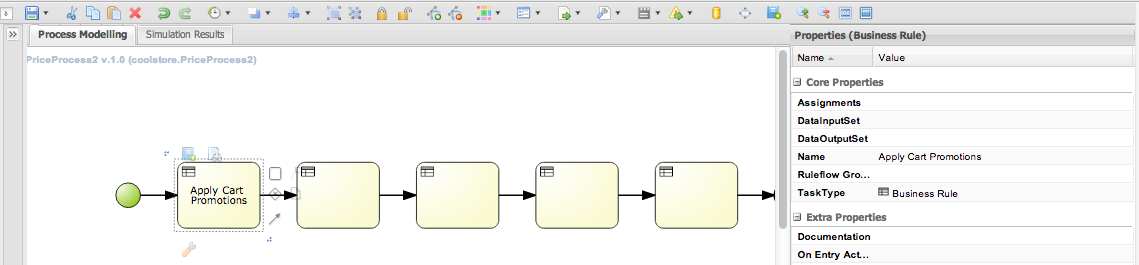 Process Modelling
Simulation Results
PriceProcess2 v.1.0 (coolstore.PriceProcess2)
Apply Cart
Promotions
Properties (Business Rule)
Name Value
Core Properties
Assignments
DataInputSet
DataOutputSet
Name Apply Cart Promotions
Ruleflow Gro...
TaskType Business Rule
Extra Properties
Documentation
On Entry Act...